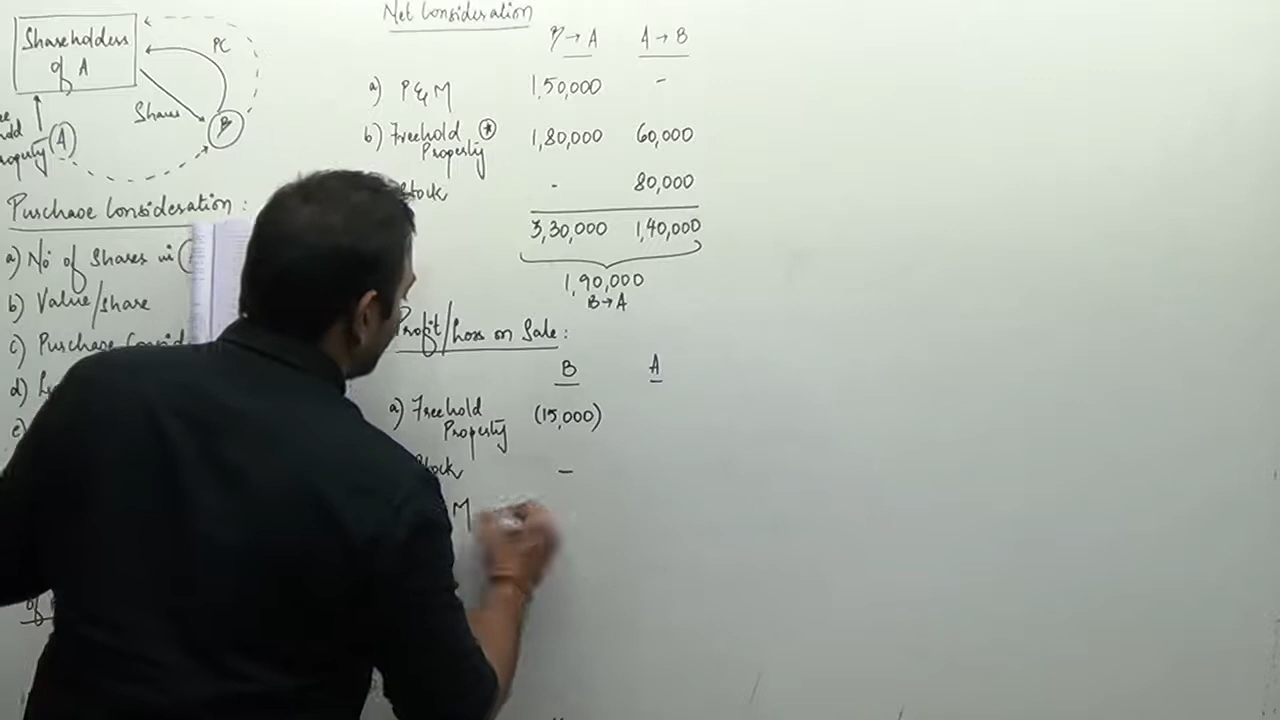 Shareholders
of A
PC
Shares
B
A
Property
Purchase Consideration :
a) No of Shares in
b) Value/share
c) Purchase Consid
d)
e)
of
Net Consideration
B → A A → B
a) P & M 1,50,000 -
b) Freehold * 1,80,000 60,000
Property
Stock - 80,000
3,30,000 1,40,000
1,90,000
B → A
Profit/Loss on Sale :
B A
a) Freehold (15,000)
Property
Stock -
M